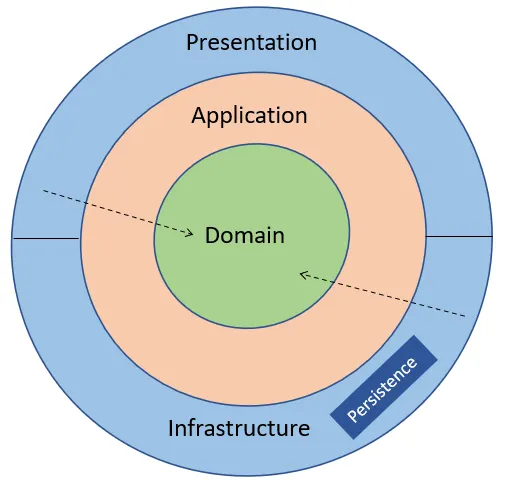 Presentation
Application
Domain
Persistence
Infrastructure